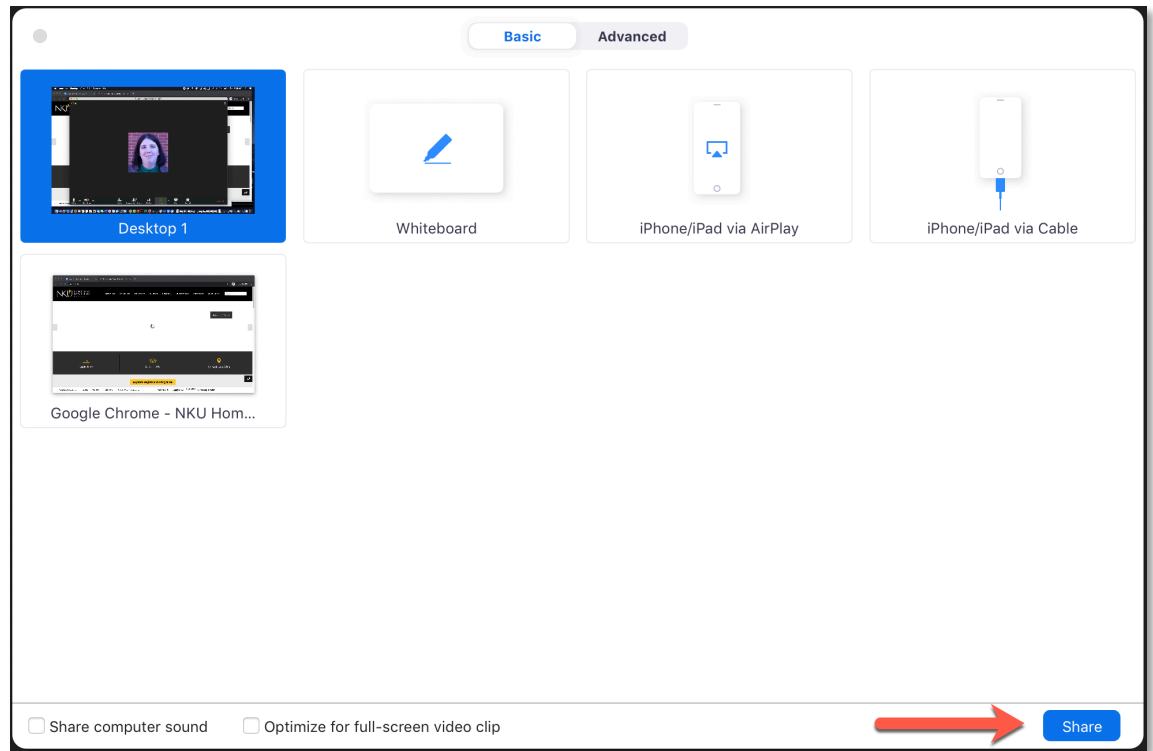 Basic Advanced
Desktop 1 Whiteboard iPhone/iPad via AirPlay iPhone/iPad via Cable
NKU
Google Chrome - NKU Hom...
Share computer sound Optimize for full-screen video clip Share